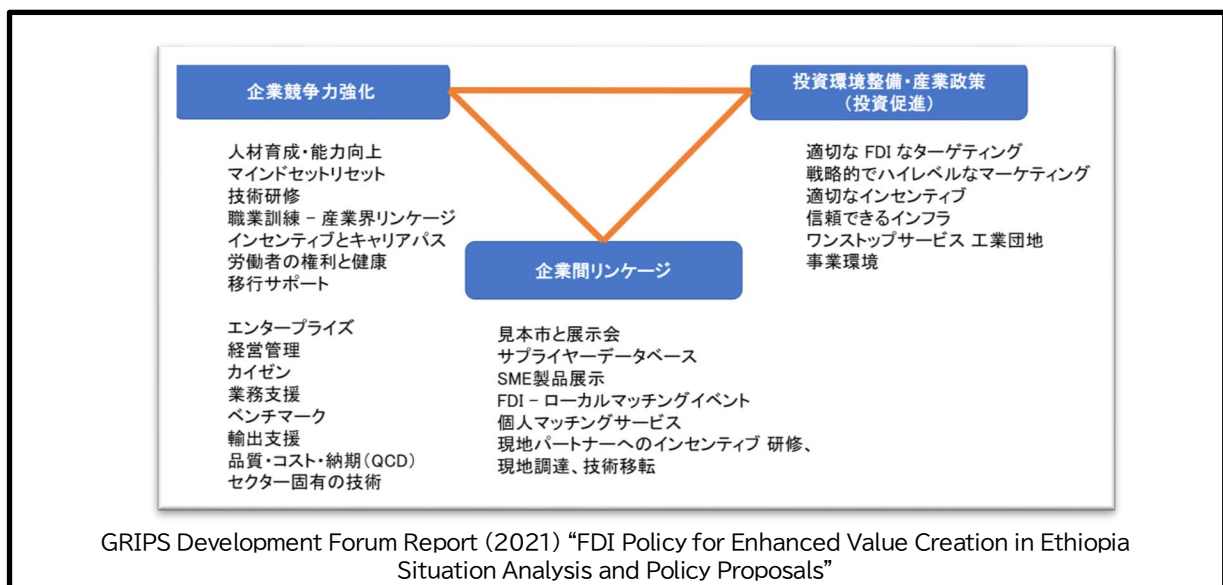 企業競争力強化
人材育成・能力向上
マインドセットリセット
技術研修
職業訓練 – 産業界リンケージ
インセンティブとキャリアパス
労働者の権利と健康
移行サポート
エンタープライズ
経営管理
カイゼン
業務支援
ベンチマーク
輸出支援
品質・コスト・納期(QCD)
セクター固有の技術
企業間リンケージ
見本市と展示会
サプライヤーデータベース
SME製品展示
FDI – ローカルマッチングイベント
個人マッチングサービス
現地パートナーへのインセンティブ 研修、
現地調達、技術移転
投資環境整備・産業政策
(投資促進)
適切な FDI なターゲティング
戦略的でハイレベルなマーケティング
適切なインセンティブ
信頼できるインフラ
ワンストップサービス 工業団地
事業環境
GRIPS Development Forum Report (2021) “FDI Policy for Enhanced Value Creation in Ethiopia
Situation Analysis and Policy Proposals”